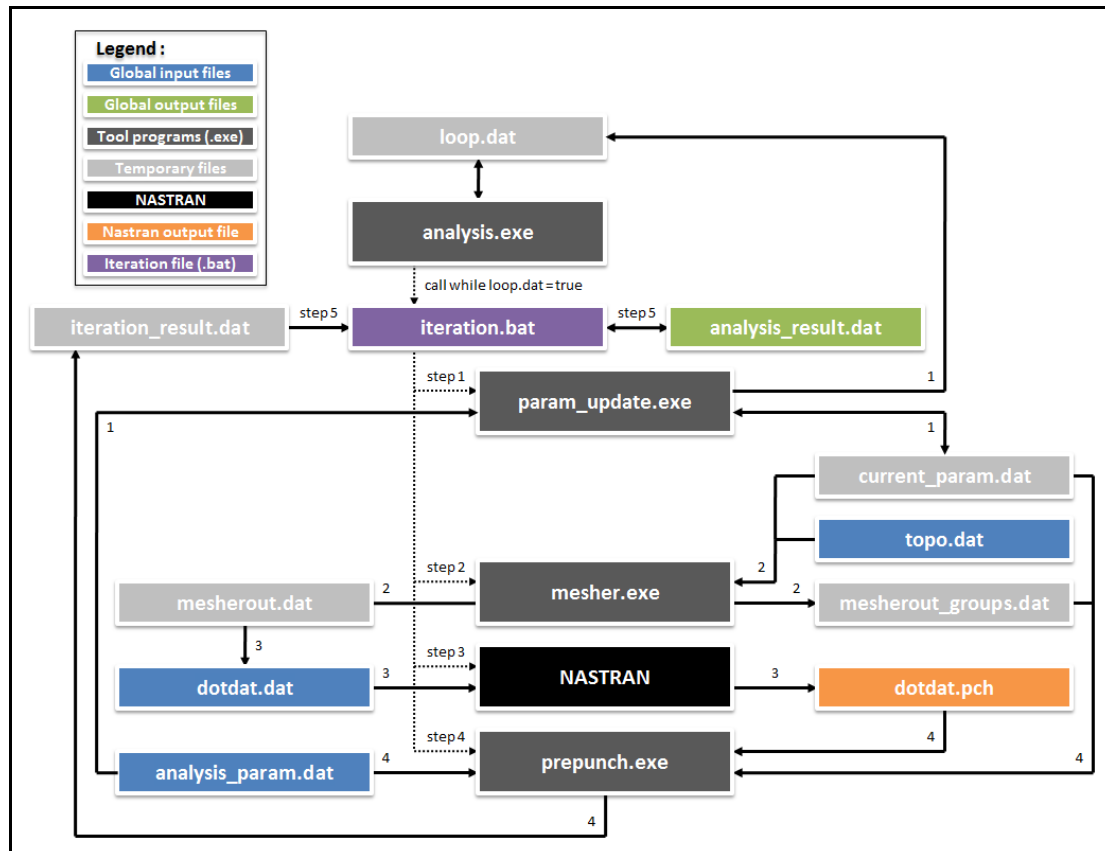 Legend :
Global input files
Global output files
Tool programs (.exe)
Temporary files
NASTRAN
Nastran output file
Iteration file (.bat)
loop.dat
analysis.exe
call while loop.dat = true
iteration_result.dat
step 5
iteration.bat
step 5
analysis_result.dat
step 1
param_update.exe
1
1
1
current_param.dat
topo.dat
step 2
2
mesherout.dat
2
mesher.exe
2
mesherout_groups.dat
3
step 3
dotdat.dat
3
NASTRAN
3
dotdat.pch
step 4
4
analysis_param.dat
4
prepunch.exe
4
4